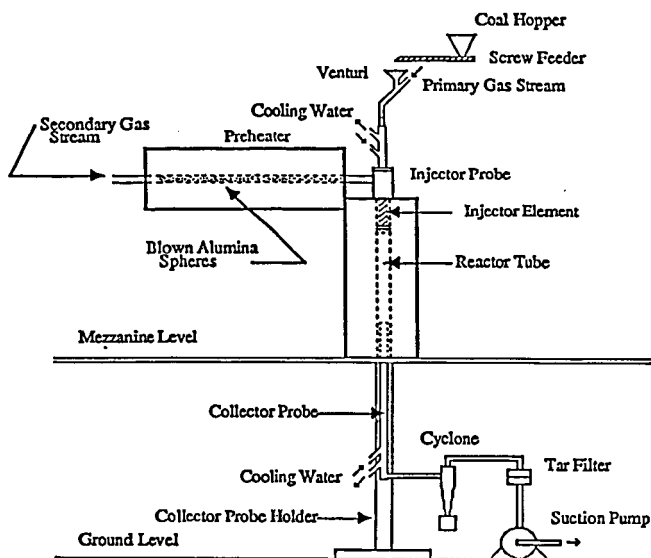 Coal Hopper
Screw Feeder
Venturi
Primary Gas Stream
Cooling Water
Secondary Gas
Stream
Preheater
Injector Probe
Injector Element
Blown Alumina
Spheres
Reactor Tube
Mezzanine Level
Collector Probe
Cyclone
Tar Filter
Cooling Water
Suction Pump
Collector Probe Holder
Ground Level